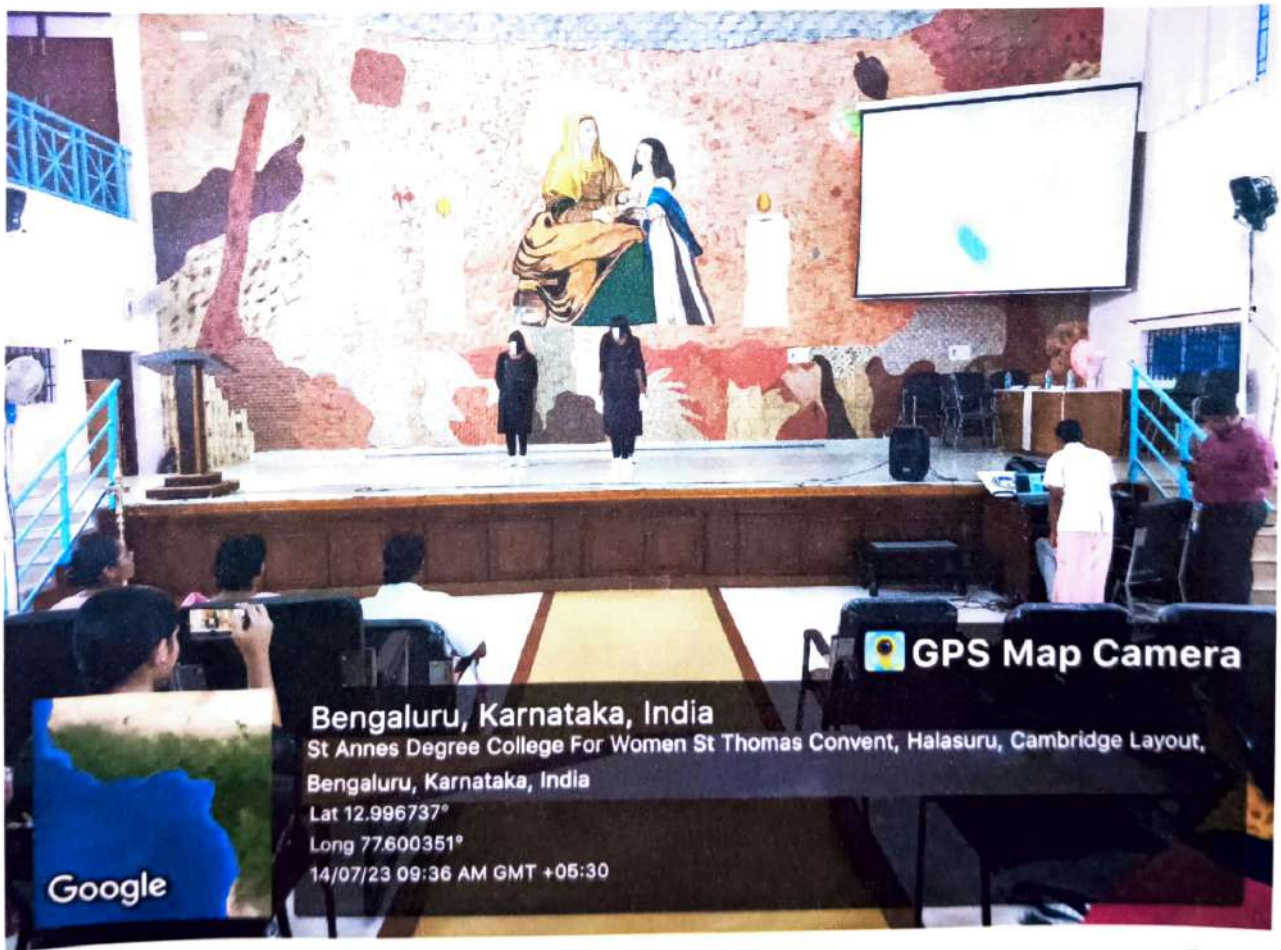 GPS Map Camera
Bengaluru, Karnataka, India
St Annes Degree College For Women St Thomas Convent, Halasuru, Cambridge Layout,
Bengaluru, Karnataka, India
Lat 12.996737°
Long 77.600351°
14/07/23 09:36 AM GMT +05:30
Google